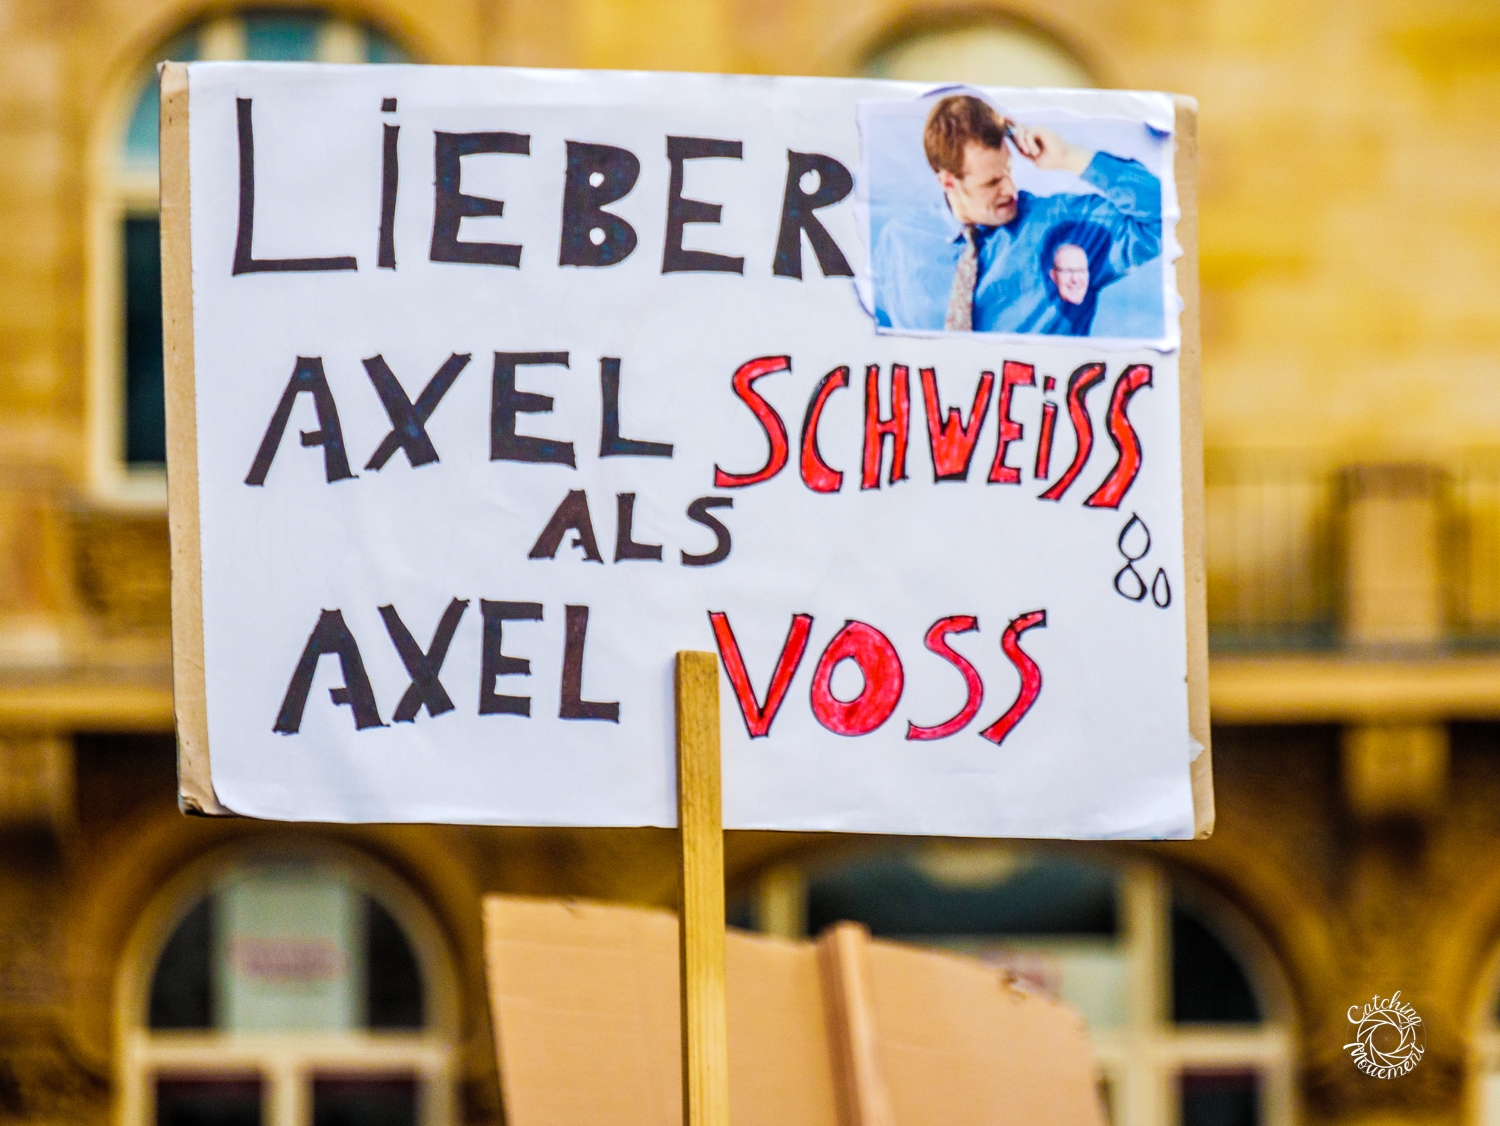 LiEBER
AXEL SCHWEiSS
ALS
AXEL VOSS
Catching
Movement